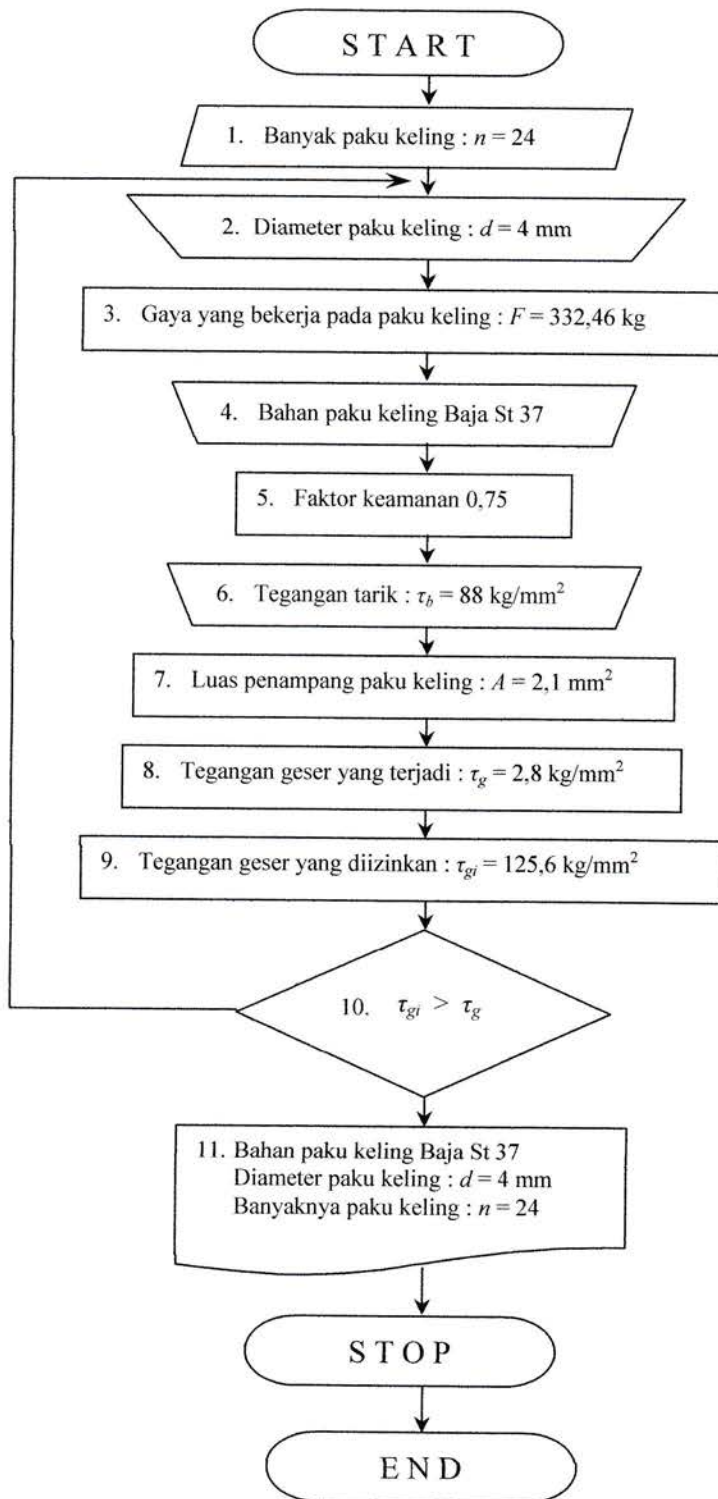 START
1. Banyak paku keling : n = 24
2. Diameter paku keling : d = 4 mm
3. Gaya yang bekerja pada paku keling : F = 332,46 kg
4. Bahan paku keling Baja St 37
5. Faktor keamanan 0,75
6. Tegangan tarik : τb = 88 kg/mm²
7. Luas penampang paku keling : A = 2,1 mm²
8. Tegangan geser yang terjadi : τg = 2,8 kg/mm²
9. Tegangan geser yang diizinkan : τgi = 125,6 kg/mm²
10. τgi > τg
11. Bahan paku keling Baja St 37
Diameter paku keling : d = 4 mm
Banyaknya paku keling : n = 24
STOP
END